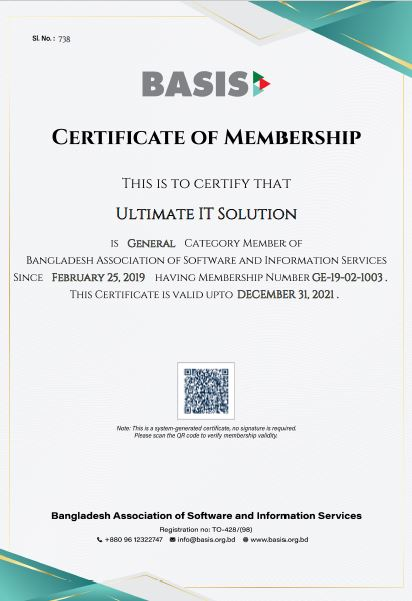 Sl. No. : 738
BASIS
CERTIFICATE OF MEMBERSHIP
THIS IS TO CERTIFY THAT
ULTIMATE IT SOLUTION
IS GENERAL CATEGORY MEMBER OF
BANGLADESH ASSOCIATION OF SOFTWARE AND INFORMATION SERVICES
SINCE FEBRUARY 25, 2019 HAVING MEMBERSHIP NUMBER GE-19-02-1003 .
THIS CERTIFICATE IS VALID UPTO DECEMBER 31, 2021 .
Note: This is a system-generated certificate, no signature is required.
Please scan the QR code to verify membership validity.
Bangladesh Association of Software and Information Services
Registration no: TO-428/(98)
+880 96 12322747 info@basis.org.bd www.basis.org.bd